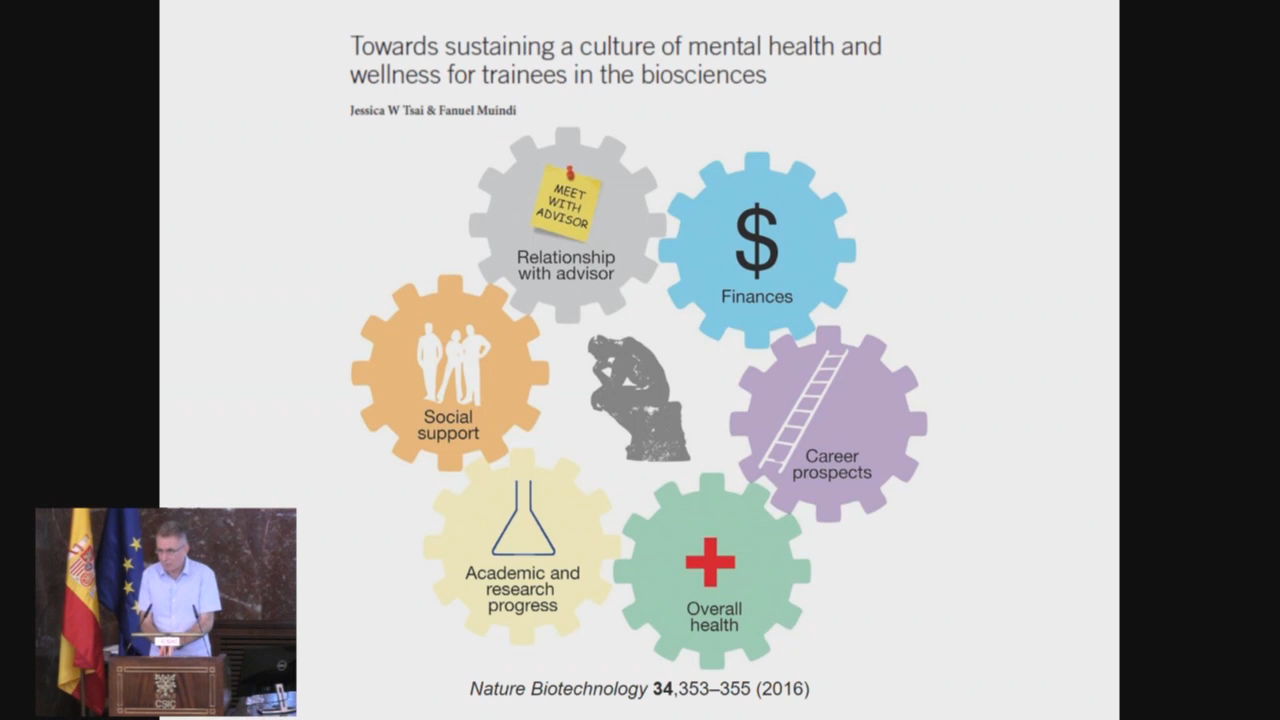 Towards sustaining a culture of mental health and
wellness for trainees in the biosciences
Jessica W Tsai & Fanuel Muindi
MEET
WITH
ADVISOR
Relationship
with advisor
$
Finances
Social
support
Career
prospects
Academic and
research
progress
Overall
health
Nature Biotechnology 34,353–355 (2016)
CSIC